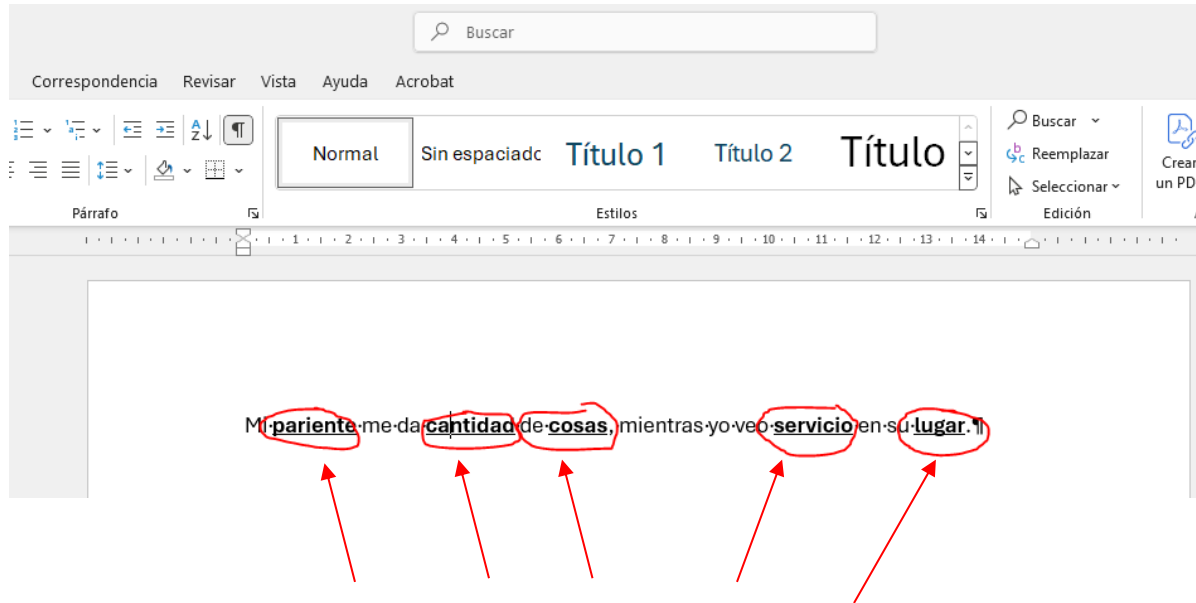 Buscar
Correspondencia Revisar Vista Ayuda Acrobat
Normal Sin espaciado Título 1 Título 2 Título
Buscar
Reemplazar
Seleccionar
Crear
un PD
Párrafo Estilos Edición
1 2 3 4 5 6 7 8 9 10 11 12 13 14
Mi·pariente·me·da·cantidad·de·cosas,·mientras·yo·veo·servicio·en·su·lugar.¶